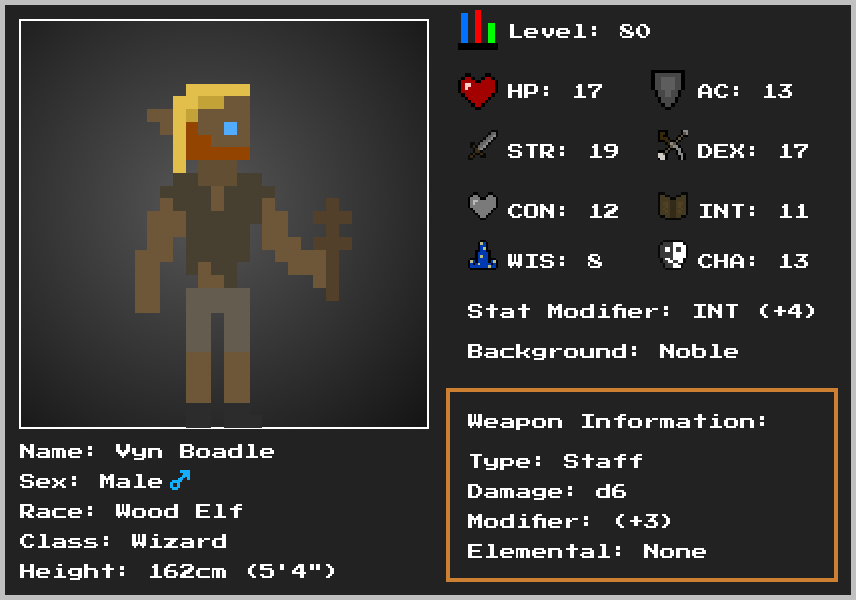 Level: 80
HP: 17 AC: 13
STR: 19 DEX: 17
CON: 12 INT: 11
WIS: 8 CHA: 13
Stat Modifier: INT (+4)
Background: Noble
Weapon Information:
Type: Staff
Damage: d6
Modifier: (+3)
Elemental: None
Name: Vyn Boadle
Sex: Male ♂
Race: Wood Elf
Class: Wizard
Height: 162cm (5'4")